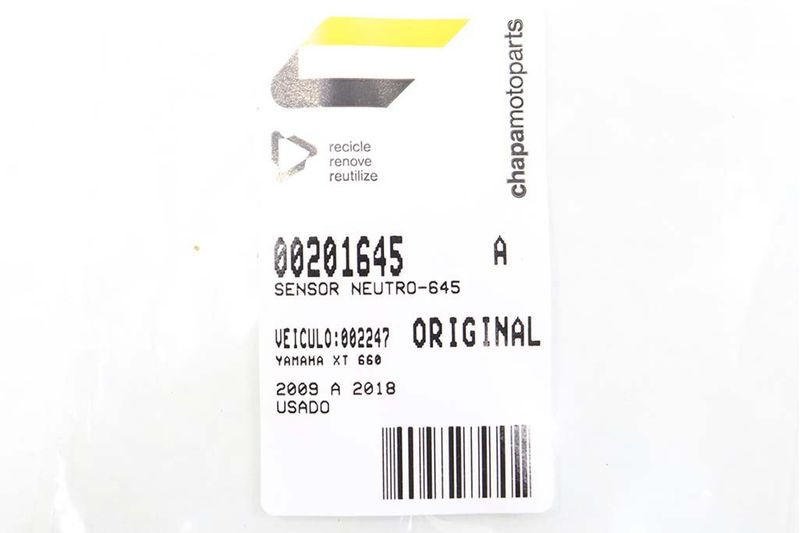 chapamotoparts
recicle
renove
reutilize
00201645 A
SENSOR NEUTRO-645
VEICULO:002247 ORIGINAL
YAMAHA XT 660
2009 A 2018
USADO